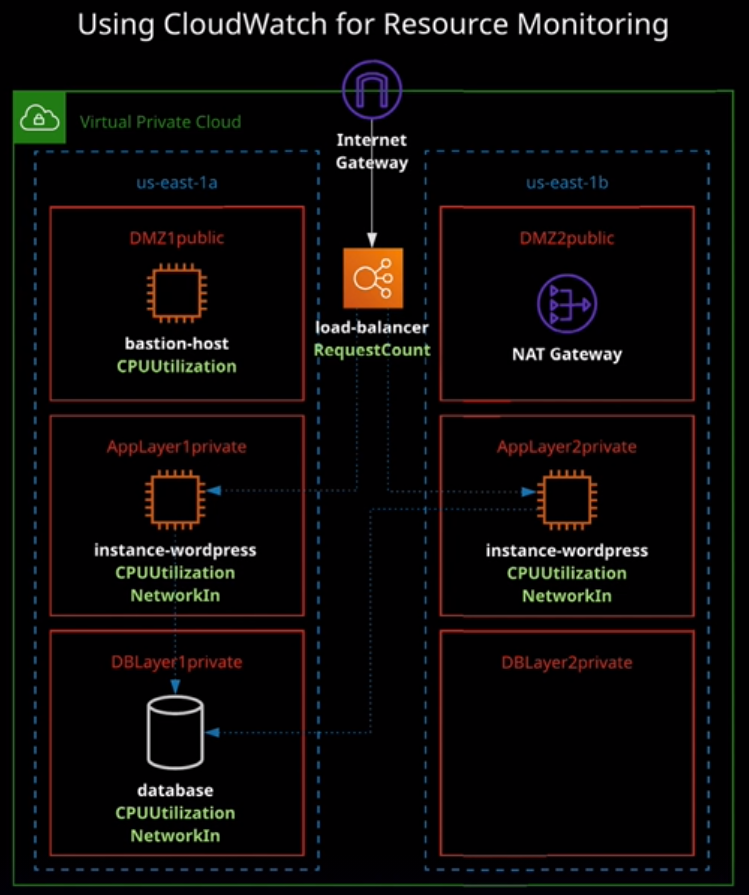 Using CloudWatch for Resource Monitoring
Virtual Private Cloud
Internet
Gateway
us-east-1a
us-east-1b
DMZ1public
bastion-host
CPUUtilization
load-balancer
RequestCount
DMZ2public
NAT Gateway
AppLayer1private
instance-wordpress
CPUUtilization
NetworkIn
AppLayer2private
instance-wordpress
CPUUtilization
NetworkIn
DBLayer1private
database
CPUUtilization
NetworkIn
DBLayer2private